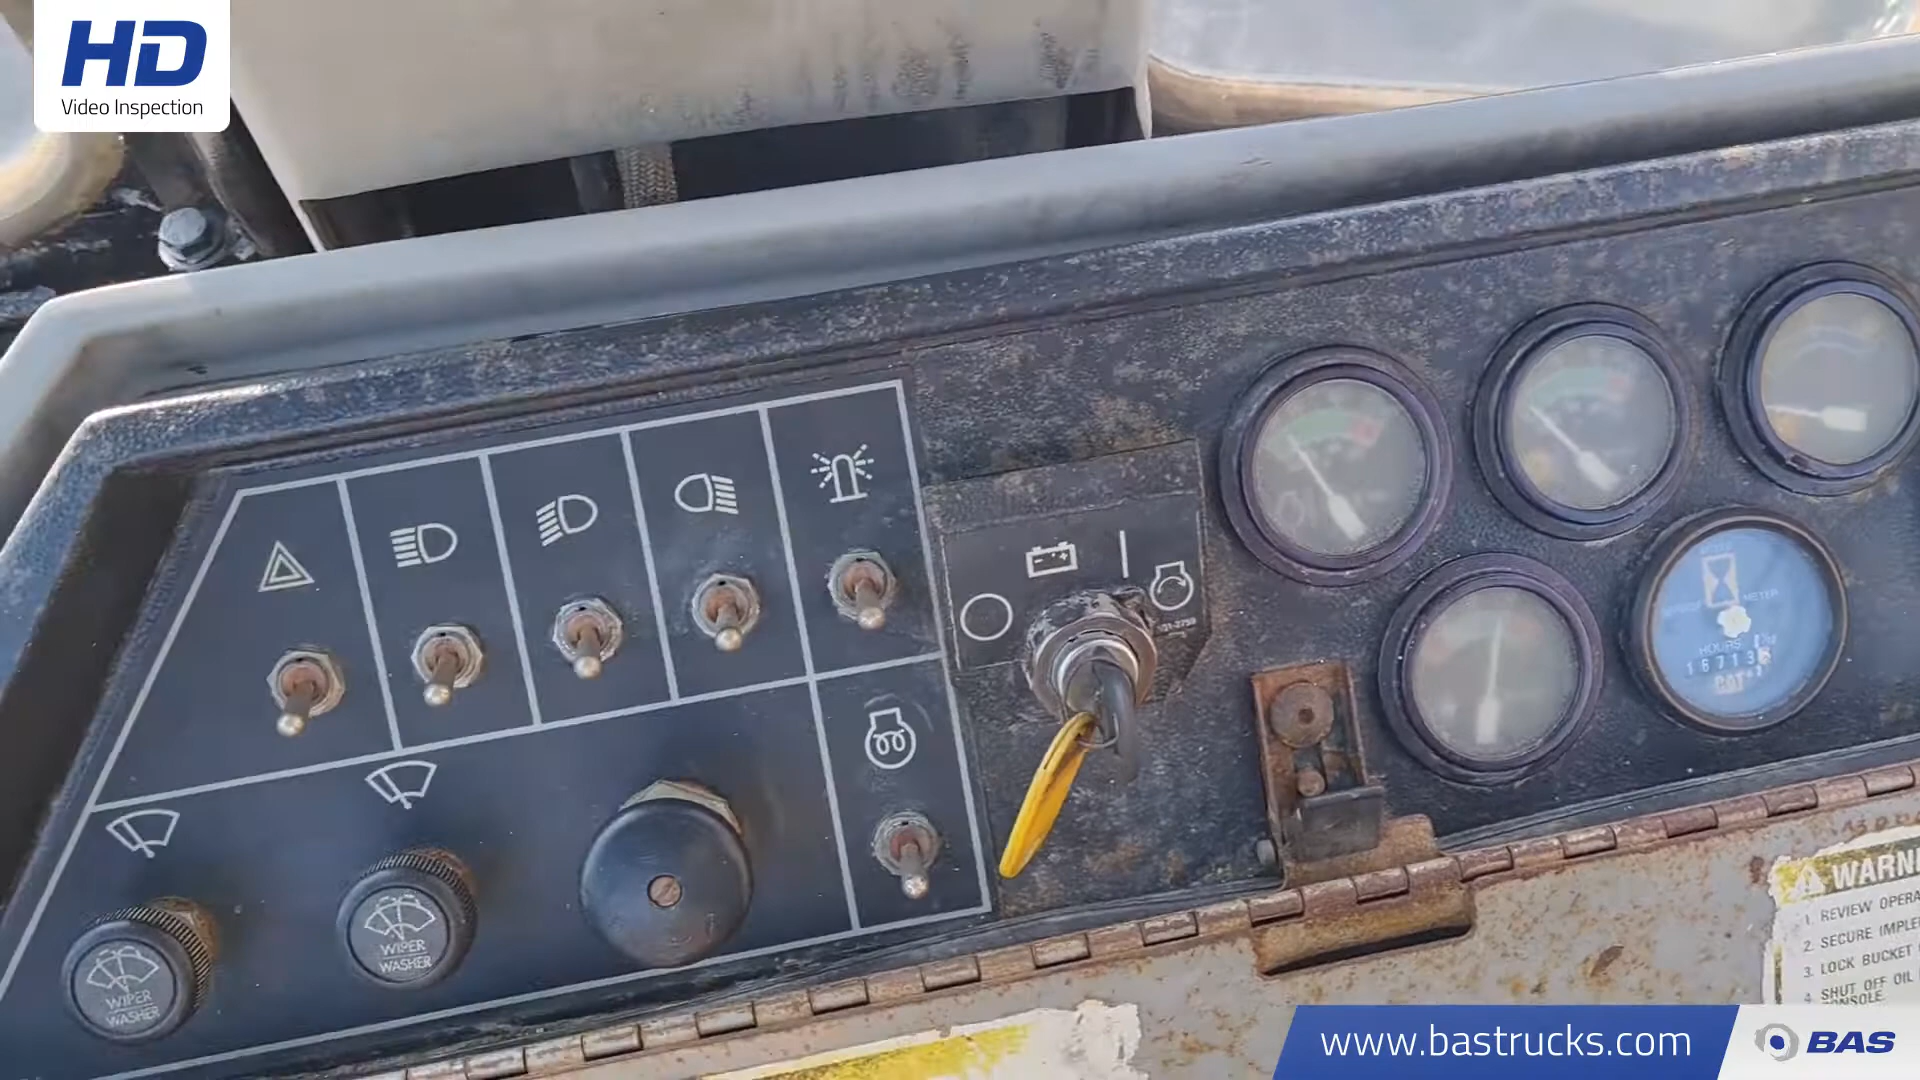 HD
Video Inspection
HOURS
CAT
WIPER
WASHER
WIPER
WASHER
WARN
1. REVIEW OPERA
2. SECURE IMPLE
3. LOCK BUCKET
4. SHUT OFF OIL
CONSOLE
www.bastrucks.com
BAS